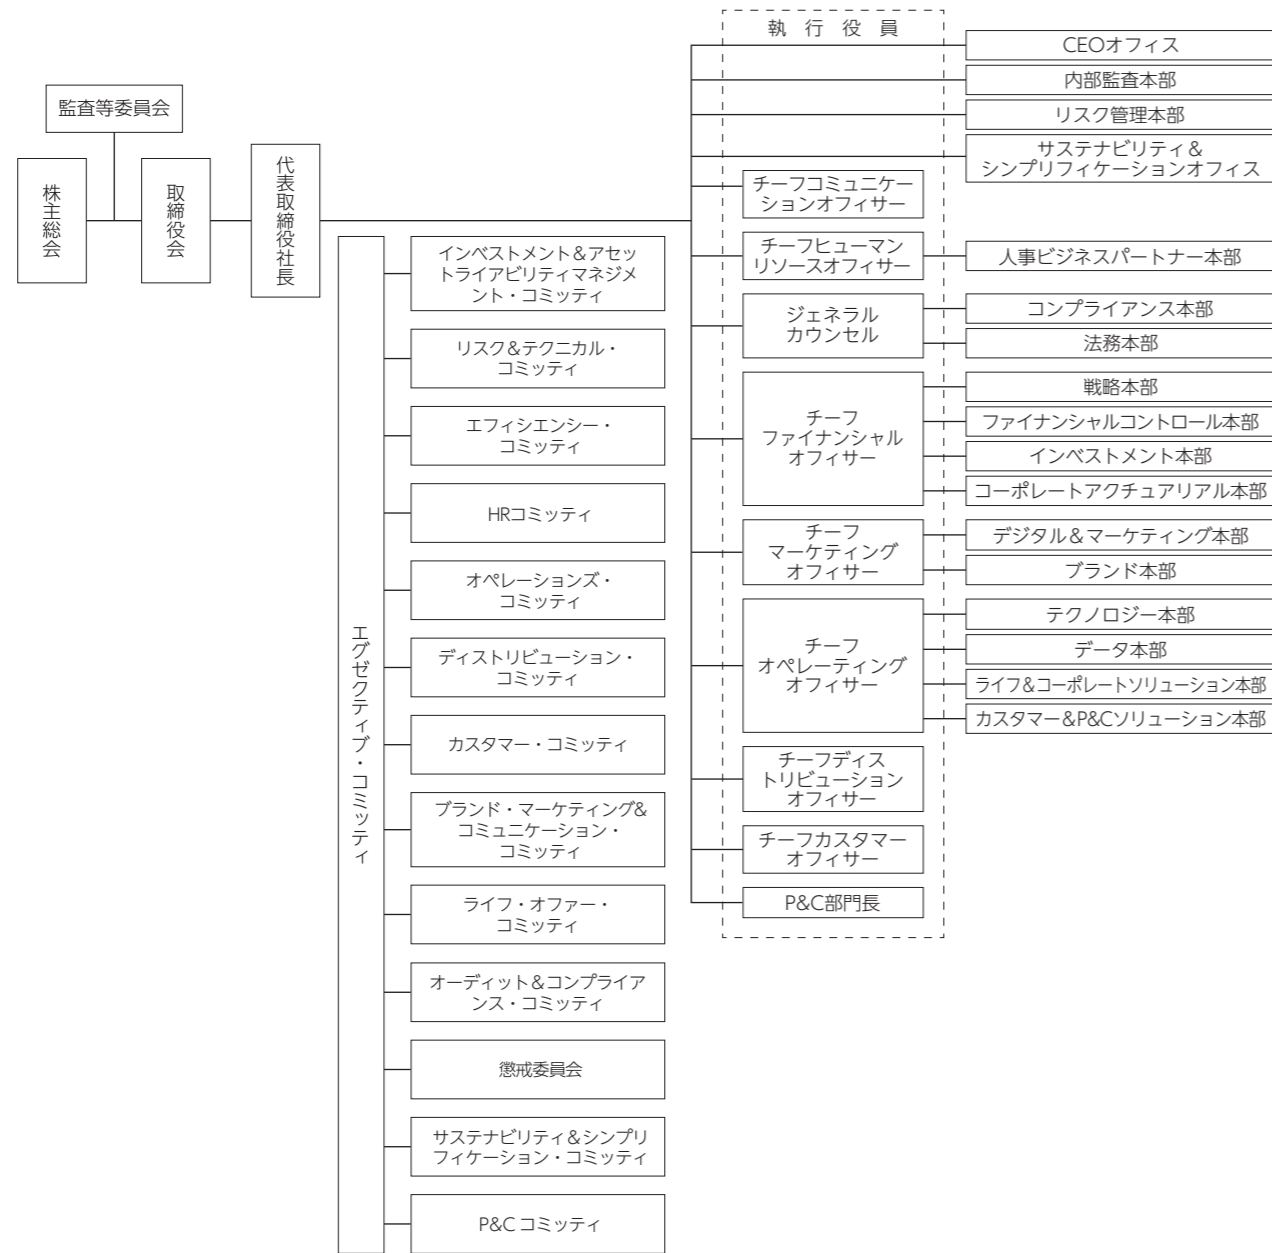 監査等委員会
株主総会
取締役会
代表取締役社長
エグゼクティブ・コミッティ
インベストメント&アセッ
トライアビリティマネジメ
ント・コミッティ
リスク&テクニカル・
コミッティ
エフィシエンシー・
コミッティ
HRコミッティ
オペレーションズ・
コミッティ
ディストリビューション・
コミッティ
カスタマー・コミッティ
ブランド・マーケティング&
コミュニケーション・
コミッティ
ライフ・オファー・
コミッティ
オーディット&コンプライア
ンス・コミッティ
懲戒委員会
サステナビリティ&シンプリ
フィケーション・コミッティ
P&C コミッティ
執行役員
チーフコミュニケー
ションオフィサー
チーフヒューマン
リソースオフィサー
ジェネラル
カウンセル
チーフ
ファイナンシャル
オフィサー
チーフ
マーケティング
オフィサー
チーフ
オペレーティング
オフィサー
チーフディス
トリビューション
オフィサー
チーフカスタマー
オフィサー
P&C部門長
CEOオフィス
内部監査本部
リスク管理本部
サステナビリティ&
シンプリフィケーションオフィス
人事ビジネスパートナー本部
コンプライアンス本部
法務本部
戦略本部
ファイナンシャルコントロール本部
インベストメント本部
コーポレートアクチュアリアル本部
デジタル&マーケティング本部
ブランド本部
テクノロジー本部
データ本部
ライフ&コーポレートソリューション本部
カスタマー&P&Cソリューション本部